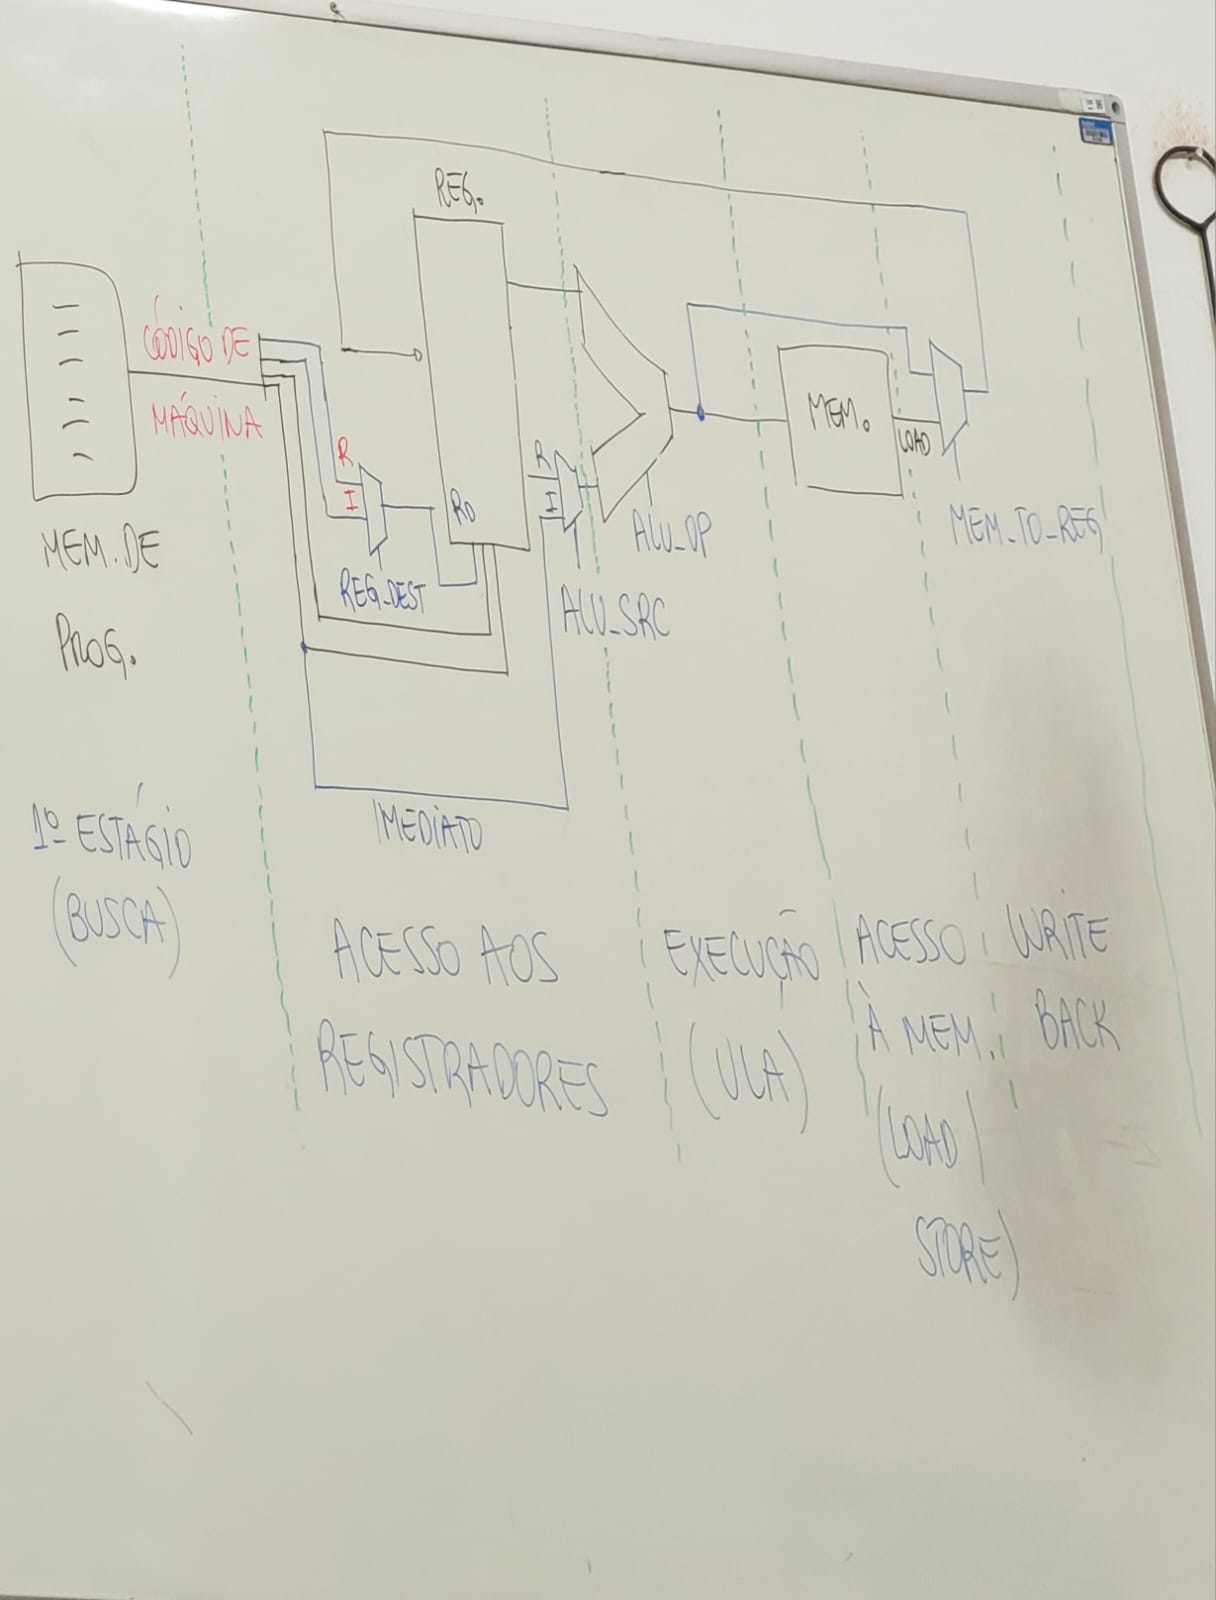 REG.
CÓDIGO DE
MÁQUINA
MEM. DE
PROG.
R
I
REG_DEST
RD
R
I
ALU_SRC
ALU_OP
MEM.
LOAD
MEM_TO_REG
IMEDIATO
1º ESTÁGIO
(BUSCA)
ACESSO AOS
REGISTRADORES
EXECUÇÃO
(ULA)
ACESSO
À MEM.
(LOAD/
STORE)
WRITE
BACK